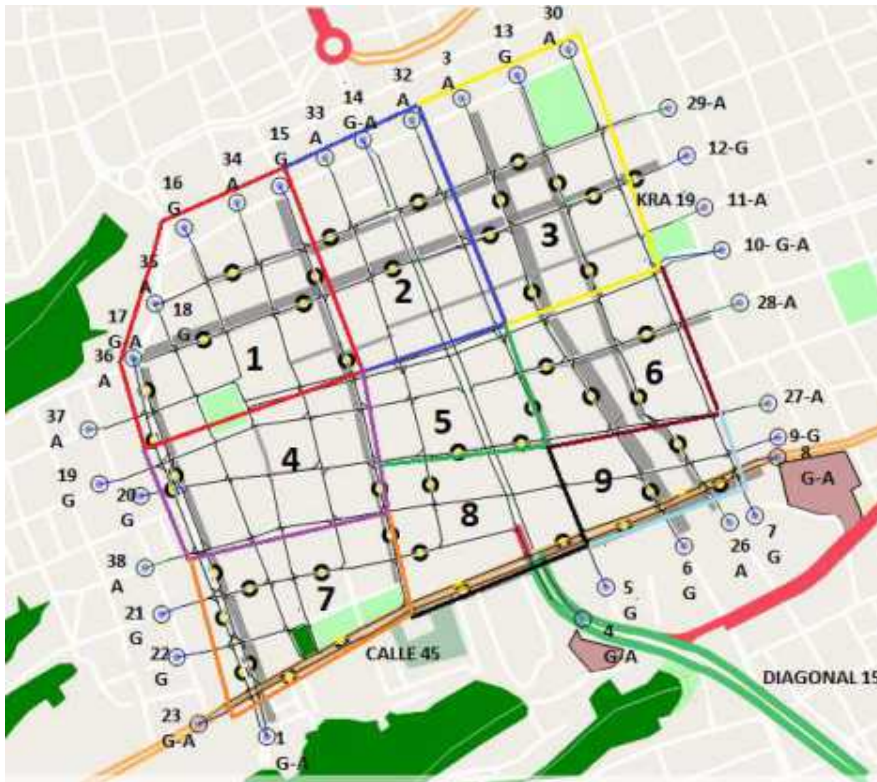 30
A
13
G
3
A
32
A
14
G-A
33
A
15
G
34
A
16
G
29-A
12-G
KRA 19
11-A
10- G-A
28-A
27-A
9-G
8
G-A
7
G
26
A
6
G
5
G
4
G-A
DIAGONAL 15
CALLE 45
1
G-A
23
G-A
22
G
21
G
38
A
20
G
19
G
37
A
36
A
17
G-A
18
G
35
A
1
2
3
4
5
6
7
8
9